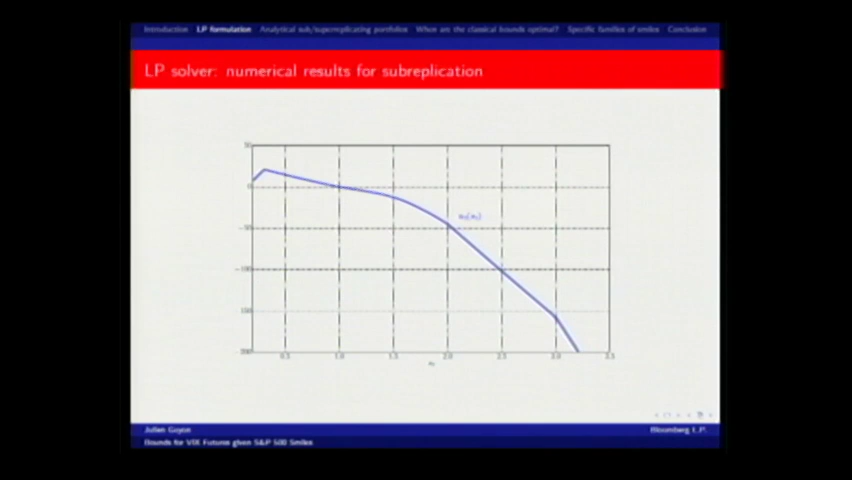 Introduction LP formulation Analytical sub/superreplicating portfolios When are the classical bounds optimal? Specific families of smiles Conclusion
LP solver: numerical results for subreplication
50
0
-50
-100
150
200
0.5 1.0 1.5 2.0 2.5 3.0 3.5
Julien Guyon Bloomberg L.P.
Bounds for VIX Futures given S&P 500 Smiles